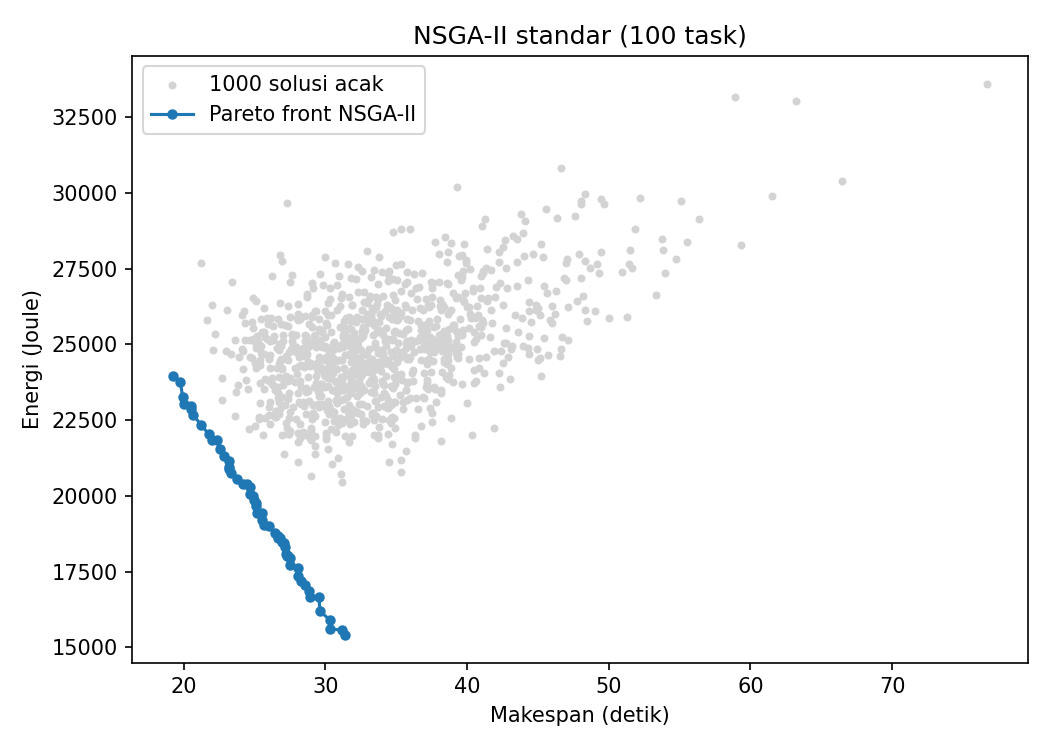 NSGA-II standar (100 task)
1000 solusi acak
Pareto front NSGA-II
Energi (Joule)
32500
30000
27500
25000
22500
20000
17500
15000
20 30 40 50 60 70
Makespan (detik)